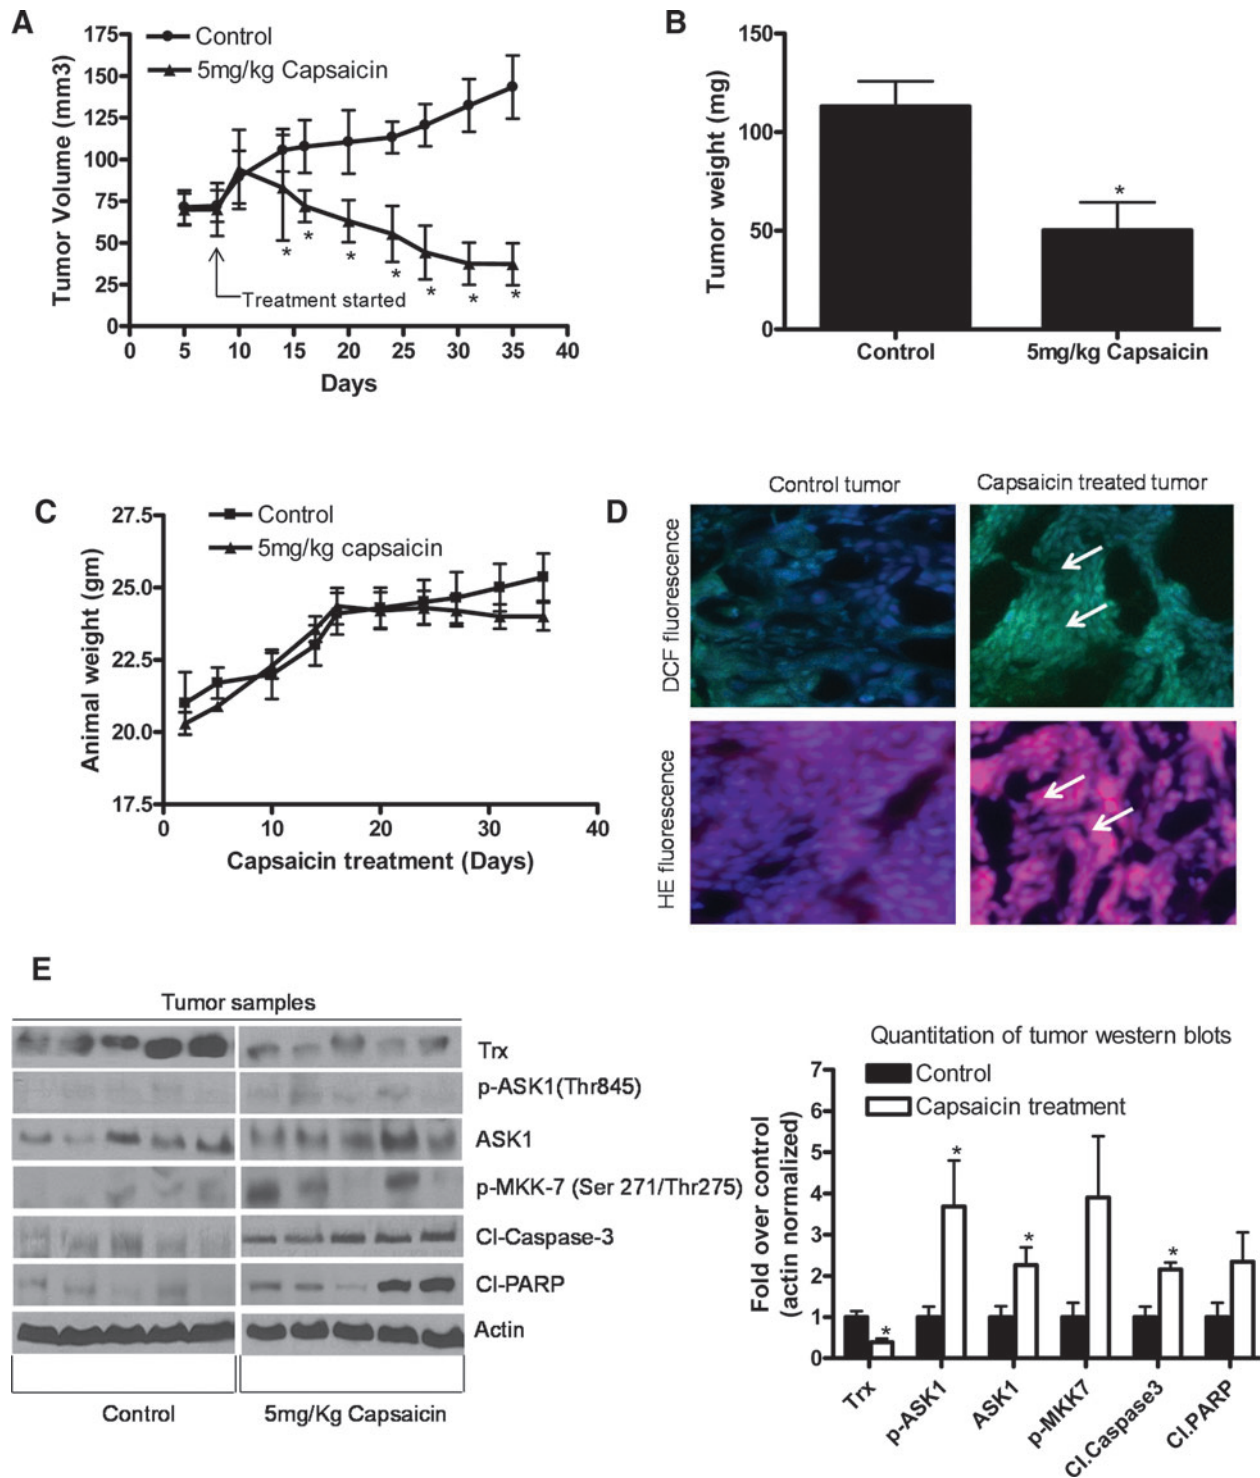 A
Tumor Volume (mm3)
175
150
125
100
75
50
25
0
Control
5mg/kg Capsaicin
* * * * * * *
Treatment started
0 5 10 15 20 25 30 35 40
Days
B
Tumor weight (mg)
150
100
50
0
*
Control 5mg/kg Capsaicin
C
Animal weight (gm)
27.5
25.0
22.5
20.0
17.5
Control
5mg/kg capsaicin
0 10 20 30 40
Capsaicin treatment (Days)
D
Control tumor Capsaicin treated tumor
DCF fluorescence
HE fluorescence
E
Tumor samples
Trx
p-ASK1(Thr845)
ASK1
p-MKK-7 (Ser 271/Thr275)
Cl-Caspase-3
Cl-PARP
Actin
Control 5mg/Kg Capsaicin
Quantitation of tumor western blots
Control
Capsaicin treatment
Fold over control
(actin normalized)
7
6
5
4
3
2
1
0
* * * *
Trx p-ASK1 ASK1 p-MKK7 Cl.Caspase3 Cl.PARP